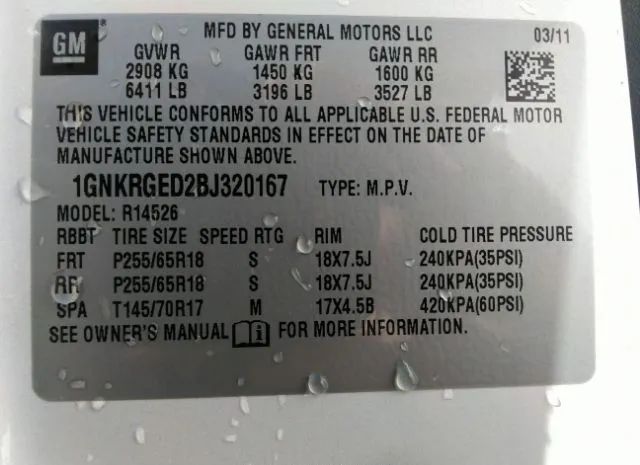 GM
MFD BY GENERAL MOTORS LLC 03/11
GVWR GAWR FRT GAWR RR
2908 KG 1450 KG 1600 KG
6411 LB 3196 LB 3527 LB
THIS VEHICLE CONFORMS TO ALL APPLICABLE U.S. FEDERAL MOTOR
VEHICLE SAFETY STANDARDS IN EFFECT ON THE DATE OF
MANUFACTURE SHOWN ABOVE.
1GNKRGED2BJ320167 TYPE: M.P.V.
MODEL: R14526
RBBT TIRE SIZE SPEED RTG RIM COLD TIRE PRESSURE
FRT P255/65R18 S 18X7.5J 240KPA(35PSI)
RR P255/65R18 S 18X7.5J 240KPA(35PSI)
SPA T145/70R17 M 17X4.5B 420KPA(60PSI)
SEE OWNER'S MANUAL i FOR MORE INFORMATION.